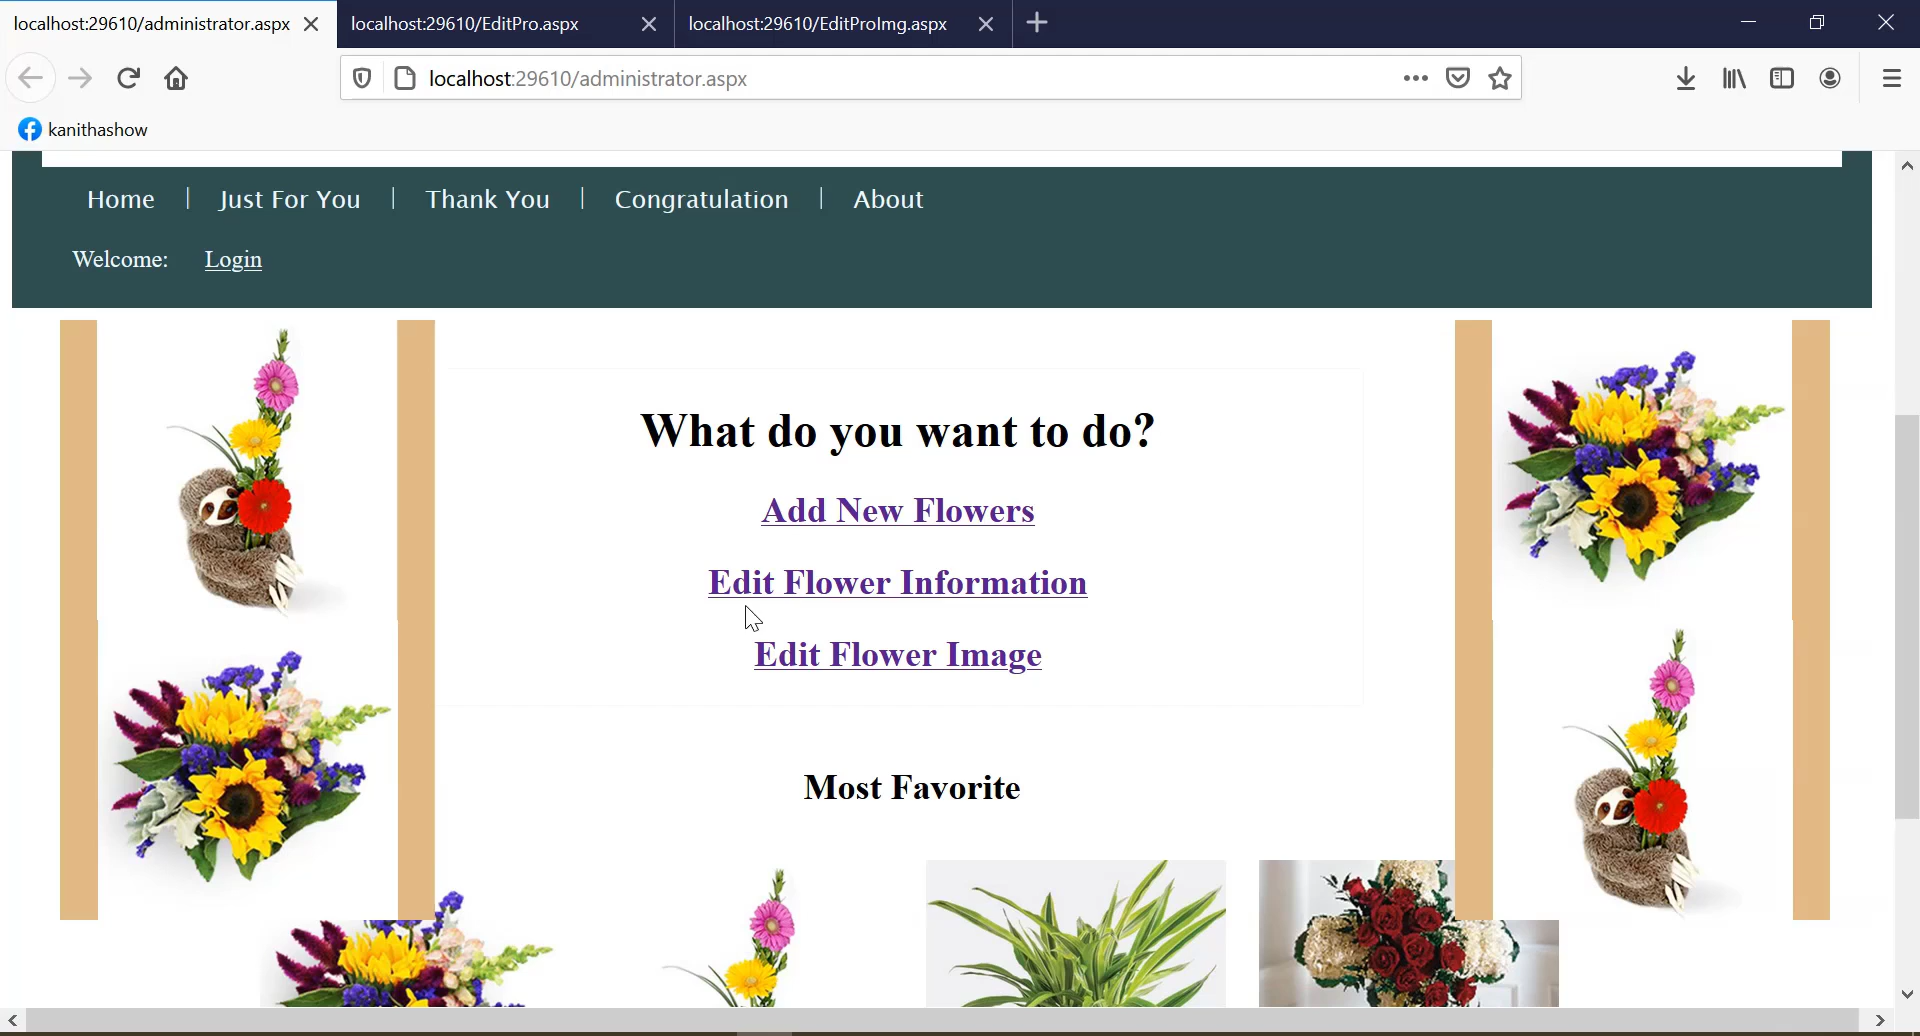 localhost:29610/administrator.aspx
localhost:29610/EditPro.aspx
localhost:29610/EditProImg.aspx
localhost:29610/administrator.aspx
kanithashow
Home | Just For You | Thank You | Congratulation | About
Welcome: Login
What do you want to do?
Add New Flowers
Edit Flower Information
Edit Flower Image
Most Favorite